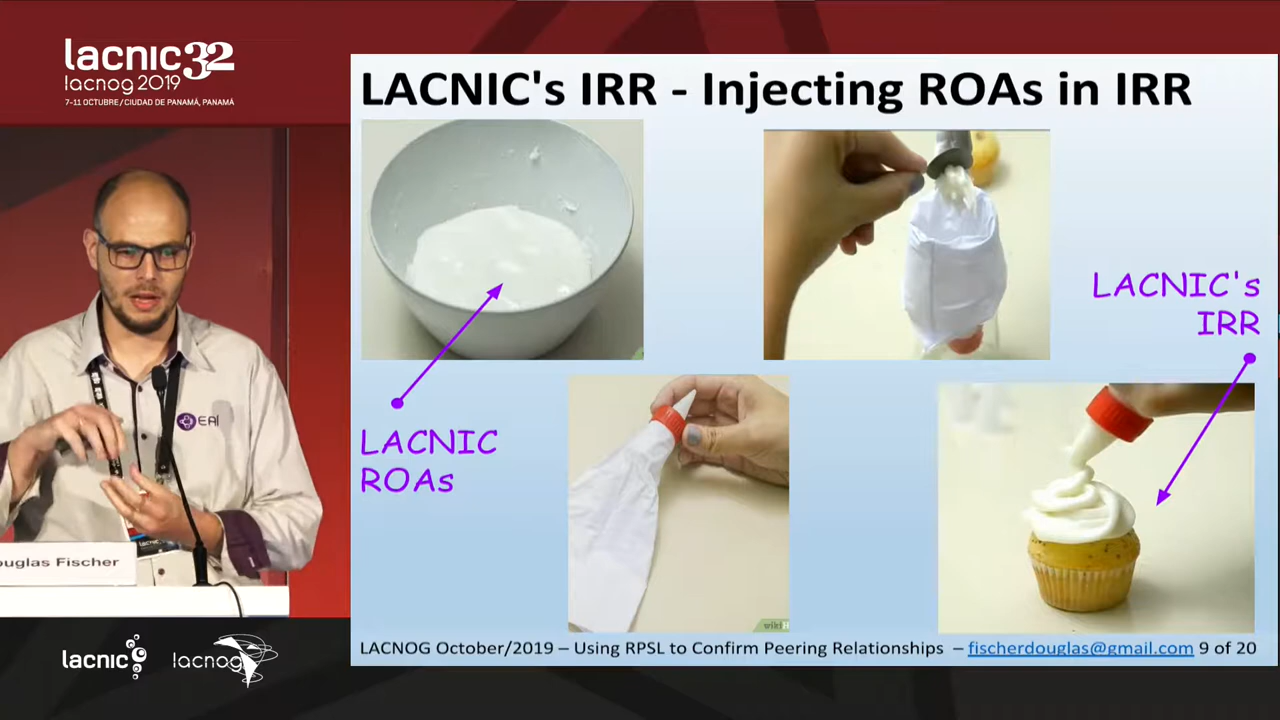 lacnic32
lacnog 2019
7-11 OCTUBRE / CIUDAD DE PANAMÁ, PANAMÁ
LACNIC's IRR - Injecting ROAs in IRR
LACNIC's
IRR
LACNIC
ROAs
EAÍ
ouglas Fischer
LACNOG October/2019 – Using RPSL to Confirm Peering Relationships – fischerdouglas@gmail.com 9 of 20
lacnic
lacnog